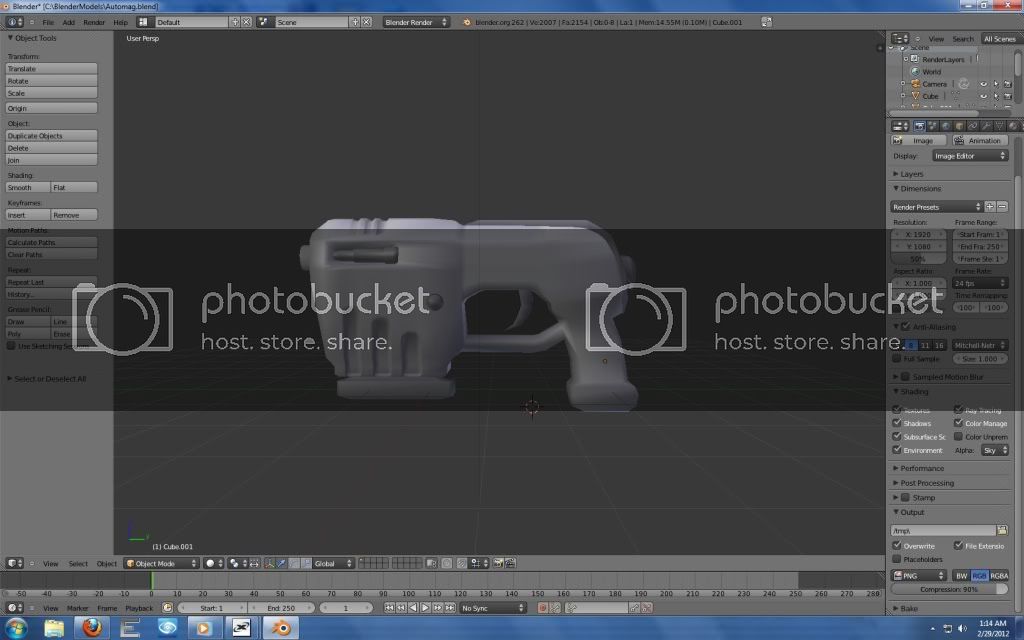 Blender* [C:\BlenderModels\Automag.blend]
File Add Render Help Default Scene Blender Render blender.org 262 | Ve:2007 | Fa:2154 | Ob:0-8 | La:1 | Mem:14.55M (0.10M) | Cube.001
Object Tools
User Persp
View Search All Scenes
Scene
RenderLayers
World
Camera
Cube
Transform:
Translate
Rotate
Scale
Origin
Object:
Duplicate Objects
Delete
Join
Shading:
Smooth Flat
Keyframes:
Insert Remove
Motion Paths:
Calculate Paths
Clear Paths
Repeat:
Repeat Last
History...
Grease Pencil:
Draw Line
Poly Erase
Use Sketching
Select or Deselect All
photobucket
host. store. share.
photobucket
host. store. share.
(1) Cube.001
Image Animation
Display: Image Editor
Layers
Dimensions
Render Presets
Resolution: Frame Range:
X: 1920 Start Fram: 1
Y: 1080 End Fra: 250
50% Frame Ste: 1
Aspect Ratio: Frame Rate:
X: 1.000 24 fps
Time Remapping:
100 100
Anti-Aliasing
8 11 16 Mitchell-Netr
Full Sample Size: 1.000
Sampled Motion Blur
Shading
Textures Ray Tracing
Shadows Color Manage
Subsurface Sc Color Unprem
Environment Alpha: Sky
Performance
Post Processing
Stamp
Output
/tmp\
Overwrite File Extensio
Placeholders
PNG BW RGB RGBA
Compression: 90%
Bake
View Select Object Object Mode Global
-50 -40 -30 -20 -10 0 10 20 30 40 50 60 70 80 90 100 110 120 130 140 150 160 170 180 190 200 210 220 230 240 250 260 270 280
View Marker Frame Playback Start: 1 End: 250 1 No Sync
1:14 AM
2/29/2012